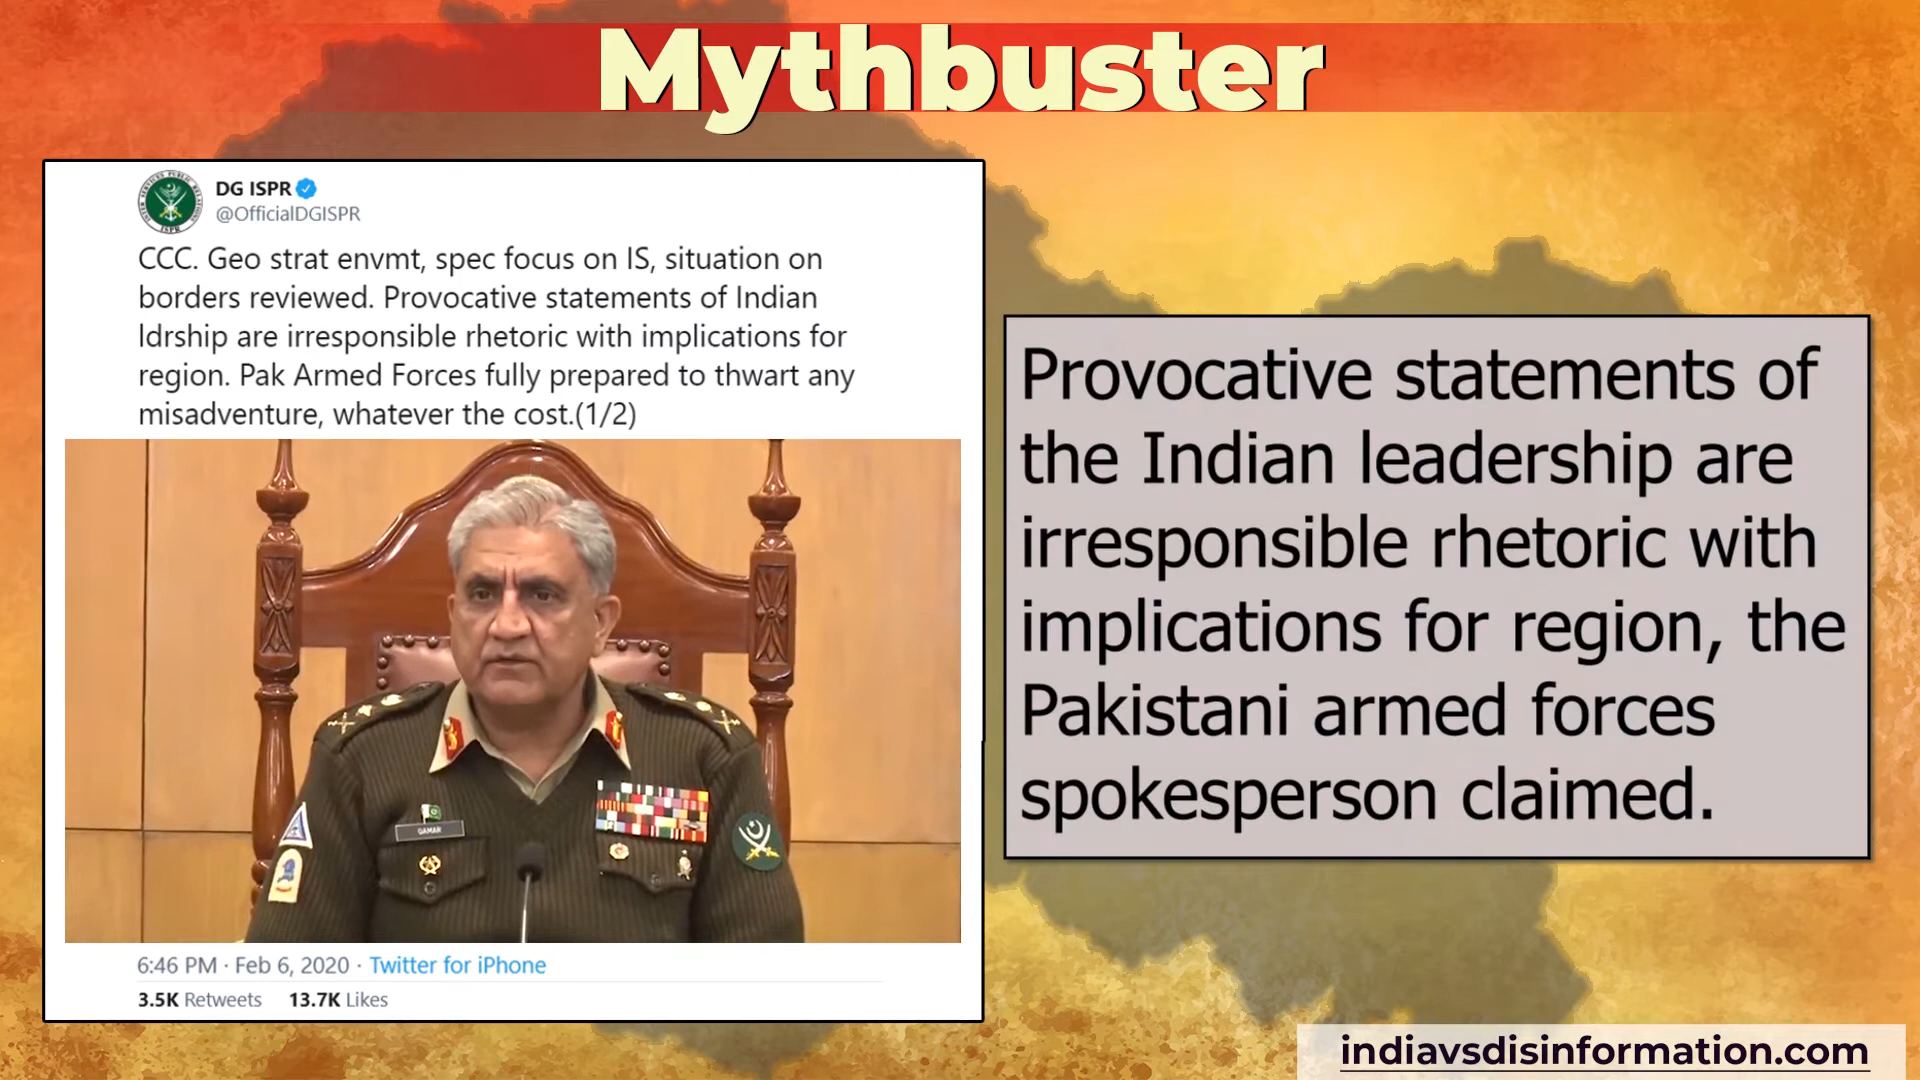 Mythbuster
DG ISPR
@OfficialDGISPR
CCC. Geo strat envmt, spec focus on IS, situation on
borders reviewed. Provocative statements of Indian
ldrship are irresponsible rhetoric with implications for
region. Pak Armed Forces fully prepared to thwart any
misadventure, whatever the cost.(1/2)
QAMAR
6:46 PM · Feb 6, 2020 · Twitter for iPhone
3.5K Retweets 13.7K Likes
Provocative statements of
the Indian leadership are
irresponsible rhetoric with
implications for region, the
Pakistani armed forces
spokesperson claimed.
indiavsdisinformation.com